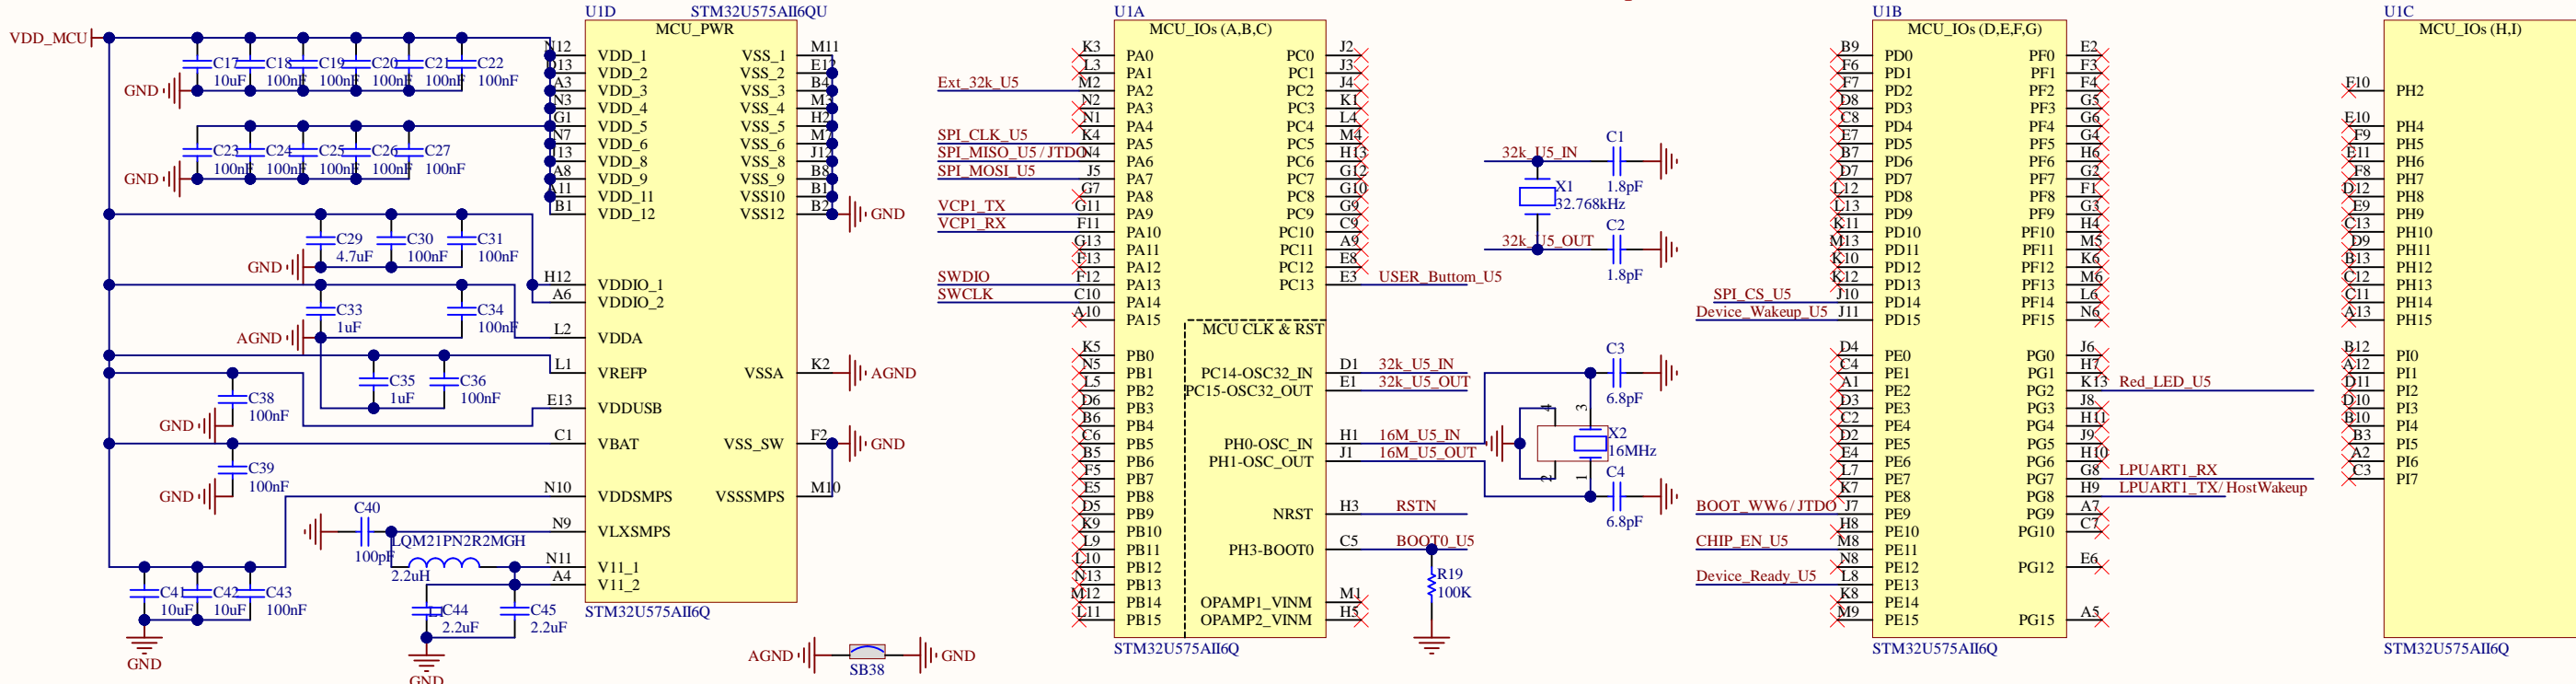 VDD_MCU
C17 C18 C19 C20 C21 C22
10uF 100nF 100nF 100nF 100nF 100nF
GND
C23 C24 C25 C26 C27
100nF 100nF 100nF 100nF 100nF
GND
C29 C30 C31
4.7uF 100nF 100nF
GND
C33 C34
1uF 100nF
AGND
C35 C36
1uF 100nF
C38
100nF
GND
C39
100nF
GND
C40
100pF
LQM21PN2R2MGH
2.2uH
C41 C42 C43
10uF 10uF 100nF
GND
C44 C45
2.2uF 2.2uF
GND
U1D STM32U575AII6QU
MCU_PWR
N12 VDD_1 VSS_1 M11
D13 VDD_2 VSS_2 E12
A3 VDD_3 VSS_3 B4
N3 VDD_4 VSS_4 M3
G1 VDD_5 VSS_5 H2
N7 VDD_6 VSS_6 M7
J13 VDD_8 VSS_8 J12
A8 VDD_9 VSS_9 B8
A11 VDD_11 VSS10
B1 VDD_12 VSS12 B2 GND
H12 VDDIO_1
A6 VDDIO_2
L2 VDDA
L1 VREFP VSSA K2 AGND
E13 VDDUSB
C1 VBAT VSS_SW F2 GND
N10 VDDSMPS VSSSMPS M10
N9 VLXSMPS
N11 V11_1
A4 V11_2
STM32U575AII6Q
AGND SB38 GND
U1A
MCU_IOs (A,B,C)
K3 PA0 PC0 J2
L3 PA1 PC1 J3
Ext_32k_U5 M2 PA2 PC2 J4
N2 PA3 PC3 K1
N1 PA4 PC4 L4
SPI_CLK_U5 K4 PA5 PC5 M4
SPI_MISO_U5 / JTDO N4 PA6 PC6 H13
SPI_MOSI_U5 J5 PA7 PC7 G12
G7 PA8 PC8 G10
VCP1_TX G11 PA9 PC9 G9
VCP1_RX F11 PA10 PC10 C9
G13 PA11 PC11 A9
F13 PA12 PC12 E8
SWDIO F12 PA13 PC13 E3 USER_Buttom_U5
SWCLK C10 PA14
A10 PA15
MCU CLK & RST
K5 PB0
N5 PB1 PC14-OSC32_IN D1 32k_U5_IN
L5 PB2 PC15-OSC32_OUT E1 32k_U5_OUT
D6 PB3
B6 PB4
C6 PB5 PH0-OSC_IN H1 16M_U5_IN
B5 PB6 PH1-OSC_OUT J1 16M_U5_OUT
F5 PB7
E5 PB8
D5 PB9 NRST H3 RSTN
K9 PB10
L9 PB11 PH3-BOOT0 C5 BOOT0_U5
L10 PB12
N13 PB13
M12 PB14 OPAMP1_VINM M1
L11 PB15 OPAMP2_VINM H5
STM32U575AII6Q
R19
100K
32k_U5_IN C1
1.8pF
X1
32.768kHz
32k_U5_OUT C2
1.8pF
C3
6.8pF
4 3
X2
16MHz
2 1
C4
6.8pF
U1B
MCU_IOs (D,E,F,G)
B9 PD0 PF0 E2
F6 PD1 PF1 F3
F7 PD2 PF2 F4
D8 PD3 PF3 G5
C8 PD4 PF4 G6
E7 PD5 PF5 G4
B7 PD6 PF6 H6
D7 PD7 PF7 G2
L12 PD8 PF8 F1
L13 PD9 PF9 G3
K11 PD10 PF10 H4
M13 PD11 PF11 M5
K10 PD12 PF12 K6
K12 PD13 PF13 M6
SPI_CS_U5 J10 PD14 PF14 L6
Device_Wakeup_U5 J11 PD15 PF15 N6
D4 PE0 PG0 J6
C4 PE1 PG1 H7
A1 PE2 PG2 K13 Red_LED_U5
D3 PE3 PG3 J8
C2 PE4 PG4 H11
D2 PE5 PG5 J9
E4 PE6 PG6 H10
L7 PE7 PG7 G8 LPUART1_RX
K7 PE8 PG8 H9 LPUART1_TX/HostWakeup
BOOT_WW6 / JTDO J7 PE9 PG9 A7
H8 PE10 PG10 C7
CHIP_EN_U5 M8 PE11
N8 PE12 PG12 E6
Device_Ready_U5 L8 PE13
K8 PE14
M9 PE15 PG15 A5
STM32U575AII6Q
U1C
MCU_IOs (H,I)
E10 PH2
E10 PH4
F9 PH5
E11 PH6
F8 PH7
D12 PH8
E9 PH9
C13 PH10
D9 PH11
B13 PH12
C12 PH13
C11 PH14
A13 PH15
B12 PI0
A12 PI1
D11 PI2
D10 PI3
B10 PI4
B3 PI5
A2 PI6
C3 PI7
STM32U575AII6Q